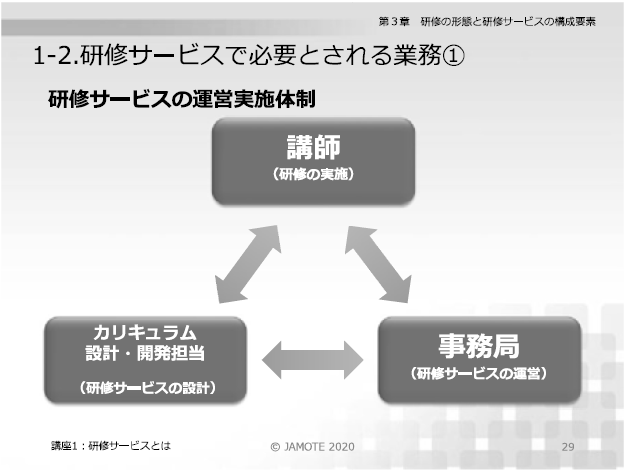 第３章　研修の形態と研修サービスの構成要素
1-2.研修サービスで必要とされる業務①
研修サービスの運営実施体制
講師
（研修の実施）
カリキュラム
設計・開発担当
（研修サービスの設計）
事務局
（研修サービスの運営）
講座1：研修サービスとは
© JAMOTE 2020
29